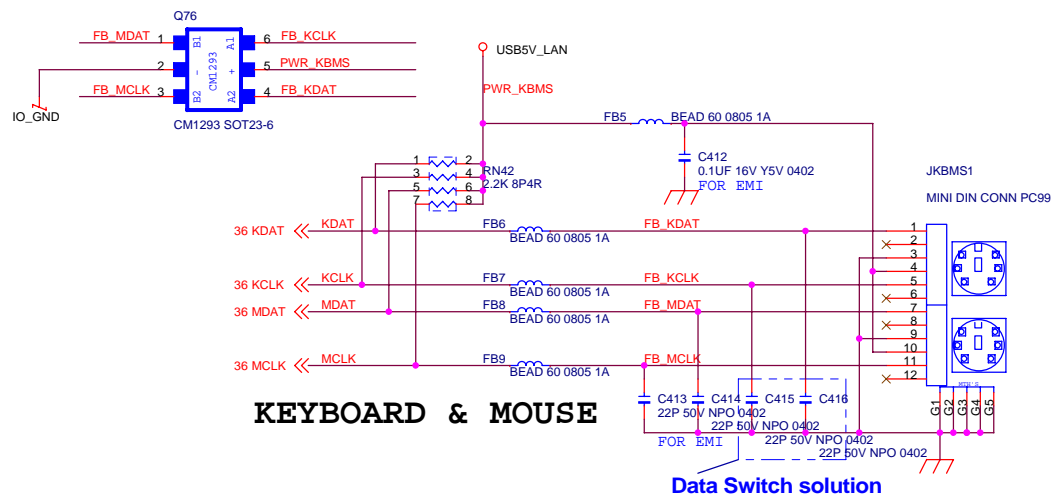 Q76
FB_MDAT 1 B1 A1 6 FB_KCLK
2 - CM1293 + 5 PWR_KBMS
FB_MCLK 3 B2 A2 4 FB_KDAT
IO_GND
CM1293 SOT23-6
USB5V_LAN
PWR_KBMS
FB5 BEAD 60 0805 1A
C412
0.1UF 16V Y5V 0402
FOR EMI
1 2
3 4
5 6
7 8
RN42
2.2K 8P4R
JKBMS1
MINI DIN CONN PC99
36 KDAT KDAT FB6 FB_KDAT
BEAD 60 0805 1A
36 KCLK KCLK FB7 FB_KCLK
BEAD 60 0805 1A
36 MDAT MDAT FB8 FB_MDAT
BEAD 60 0805 1A
36 MCLK MCLK FB9 FB_MCLK
BEAD 60 0805 1A
1
2
3
4
5
6
7
8
9
10
11
12
MTH'S
G1 G2 G3 G4 G5
C413 C414 C415 C416
22P 50V NPO 0402
22P 50V NPO 0402
22P 50V NPO 0402
22P 50V NPO 0402
FOR EMI
KEYBOARD & MOUSE
Data Switch solution